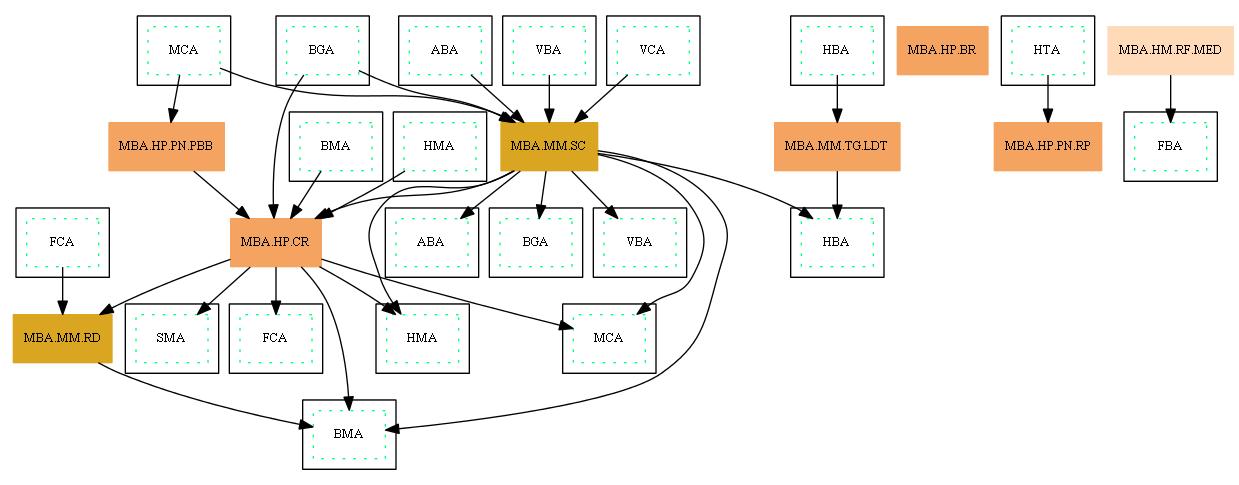 MCA
BGA
ABA
VBA
VCA
HBA
MBA.HP.BR
HTA
MBA.HM.RF.MED
MBA.HP.PN.PBB
BMA
HMA
MBA.MM.SC
MBA.MM.TG.LDT
MBA.HP.PN.RP
FBA
FCA
MBA.HP.CR
ABA
BGA
VBA
HBA
MBA.MM.RD
SMA
FCA
HMA
MCA
BMA